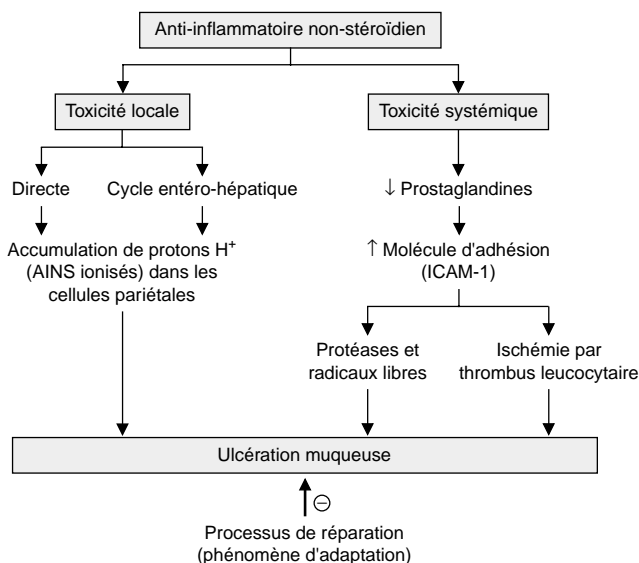 Anti-inflammatoire non-stéroïdien
Toxicité locale
Toxicité systémique
Directe
Cycle entéro-hépatique
↓ Prostaglandines
Accumulation de protons H⁺
(AINS ionisés) dans les
cellules pariétales
↑ Molécule d'adhésion
(ICAM-1)
Protéases et
radicaux libres
Ischémie par
thrombus leucocytaire
Ulcération muqueuse
⊖
Processus de réparation
(phénomène d'adaptation)